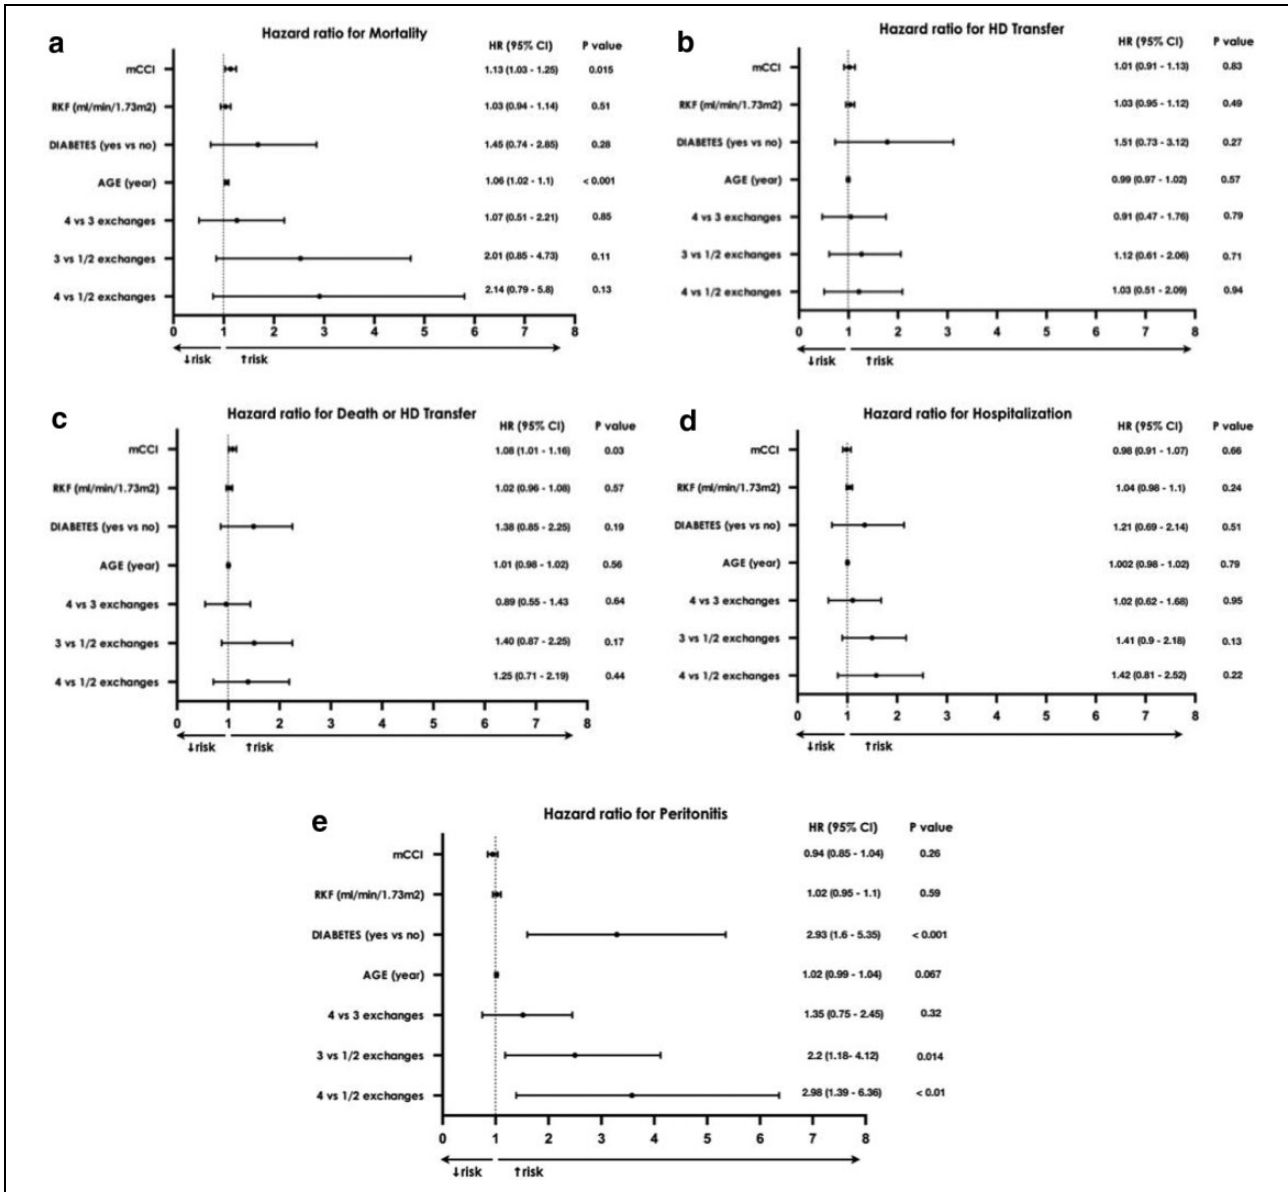 a
Hazard ratio for Mortality
HR (95% CI) P value
mCCI 1.13 (1.03 - 1.25) 0.015
RKF (ml/min/1.73m2) 1.03 (0.94 - 1.14) 0.51
DIABETES (yes vs no) 1.45 (0.74 - 2.85) 0.28
AGE (year) 1.06 (1.02 - 1.1) < 0.001
4 vs 3 exchanges 1.07 (0.51 - 2.21) 0.85
3 vs 1/2 exchanges 2.01 (0.85 - 4.73) 0.11
4 vs 1/2 exchanges 2.14 (0.79 - 5.8) 0.13
0 1 2 3 4 5 6 7 8
↓risk ↑risk
b
Hazard ratio for HD Transfer
HR (95% CI) P value
mCCI 1.01 (0.91 - 1.13) 0.83
RKF (ml/min/1.73m2) 1.03 (0.95 - 1.12) 0.49
DIABETES (yes vs no) 1.51 (0.73 - 3.12) 0.27
AGE (year) 0.99 (0.97 - 1.02) 0.57
4 vs 3 exchanges 0.91 (0.47 - 1.76) 0.79
3 vs 1/2 exchanges 1.12 (0.61 - 2.06) 0.71
4 vs 1/2 exchanges 1.03 (0.51 - 2.09) 0.94
0 1 2 3 4 5 6 7 8
↓risk ↑risk
c
Hazard ratio for Death or HD Transfer
HR (95% CI) P value
mCCI 1.08 (1.01 - 1.16) 0.03
RKF (ml/min/1.73m2) 1.02 (0.96 - 1.08) 0.57
DIABETES (yes vs no) 1.38 (0.85 - 2.25) 0.19
AGE (year) 1.01 (0.98 - 1.02) 0.56
4 vs 3 exchanges 0.89 (0.55 - 1.43 0.64
3 vs 1/2 exchanges 1.40 (0.87 - 2.25) 0.17
4 vs 1/2 exchanges 1.25 (0.71 - 2.19) 0.44
0 1 2 3 4 5 6 7 8
↓risk ↑risk
d
Hazard ratio for Hospitalization
HR (95% CI) P value
mCCI 0.98 (0.91 - 1.07) 0.66
RKF (ml/min/1.73m2) 1.04 (0.98 - 1.1) 0.24
DIABETES (yes vs no) 1.21 (0.69 - 2.14) 0.51
AGE (year) 1.002 (0.98 - 1.02) 0.79
4 vs 3 exchanges 1.02 (0.62 - 1.68) 0.95
3 vs 1/2 exchanges 1.41 (0.9 - 2.18) 0.13
4 vs 1/2 exchanges 1.42 (0.81 - 2.52) 0.22
0 1 2 3 4 5 6 7 8
↓risk ↑risk
e
Hazard ratio for Peritonitis
HR (95% CI) P value
mCCI 0.94 (0.85 - 1.04) 0.26
RKF (ml/min/1.73m2) 1.02 (0.95 - 1.1) 0.59
DIABETES (yes vs no) 2.93 (1.6 - 5.35) < 0.001
AGE (year) 1.02 (0.99 - 1.04) 0.067
4 vs 3 exchanges 1.35 (0.75 - 2.45) 0.32
3 vs 1/2 exchanges 2.2 (1.18- 4.12) 0.014
4 vs 1/2 exchanges 2.98 (1.39 - 6.36) < 0.01
0 1 2 3 4 5 6 7 8
↓risk ↑risk